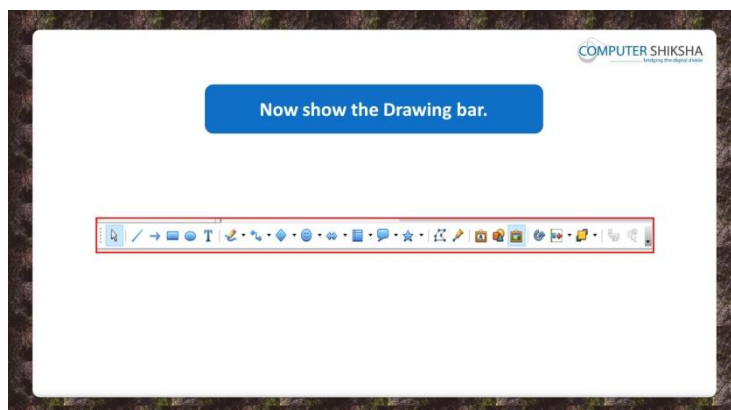 COMPUTER SHIKSHA
bridging the digital divide
Now show the Drawing bar.
T